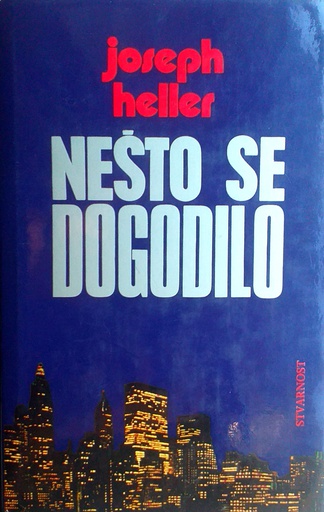 joseph
heller
NEŠTO SE
DOGODILO
STVARNOST